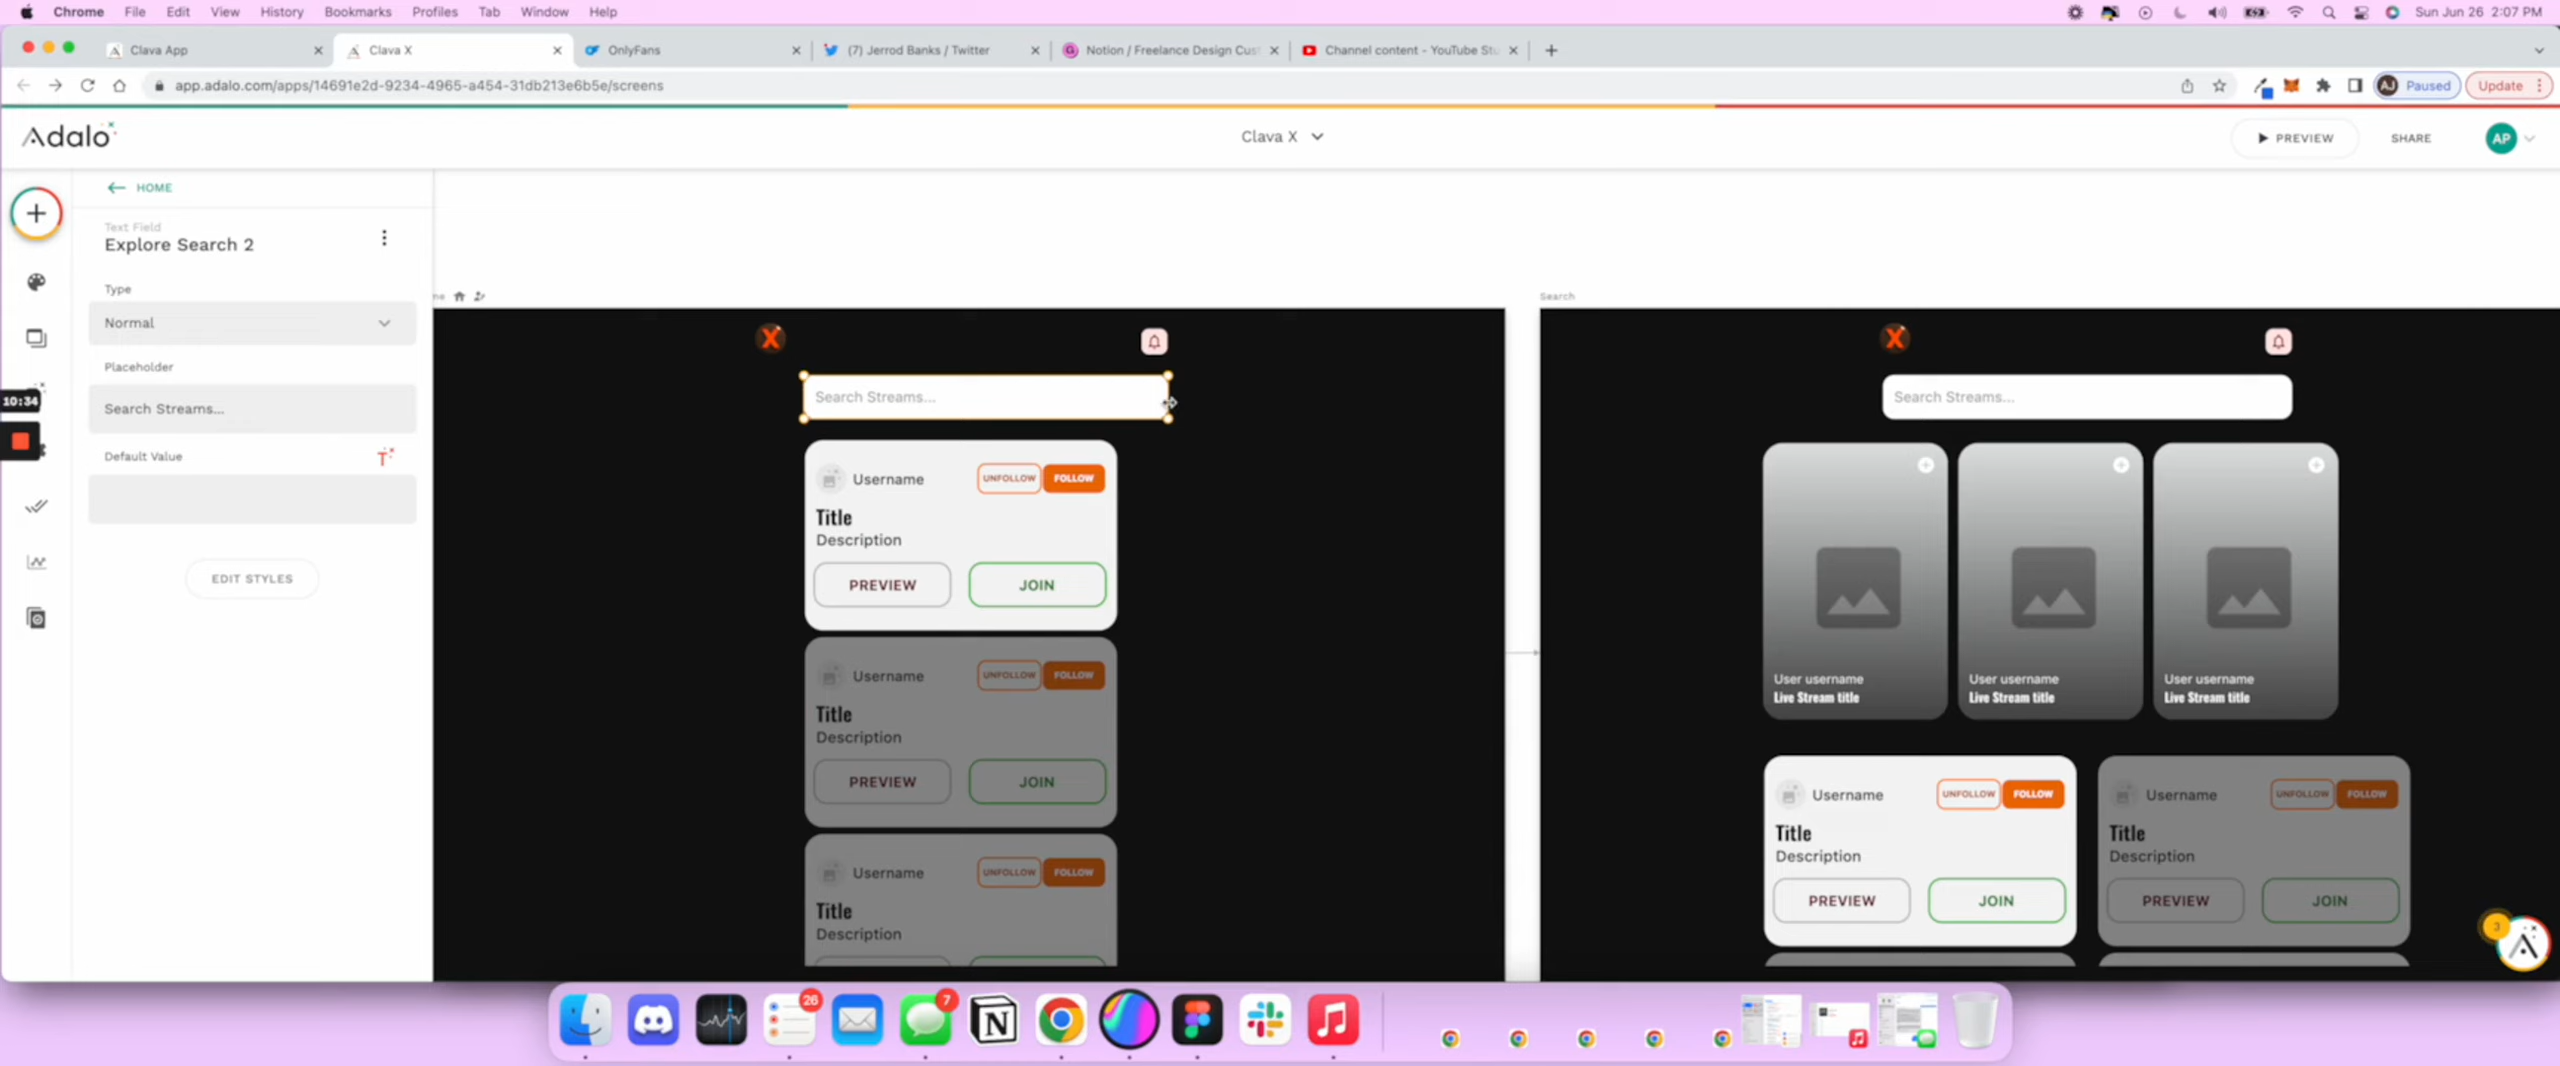 Chrome File Edit View History Bookmarks Profiles Tab Window Help Sun Jun 26 2:07 PM
Clava App Clava X OnlyFans (7) Jerrod Banks / Twitter Notion / Freelance Design Cus Channel content - YouTube Stu
app.adalo.com/apps/14691e2d-9234-4965-a454-31db213e6b5e/screens AJ Paused Update
Adalo Clava X PREVIEW SHARE AP
HOME
Text Field
Explore Search 2
Type
Normal
Placeholder
Search Streams...
10:34
Default Value
EDIT STYLES
me
X
Search Streams...
Username UNFOLLOW FOLLOW
Title
Description
PREVIEW JOIN
Username UNFOLLOW FOLLOW
Title
Description
PREVIEW JOIN
Username UNFOLLOW FOLLOW
Title
Description
Search
X
Search Streams...
User username User username User username
Live Stream title Live Stream title Live Stream title
Username UNFOLLOW FOLLOW Username UNFOLLOW FOLLOW
Title Title
Description Description
PREVIEW JOIN PREVIEW JOIN
3
26 7